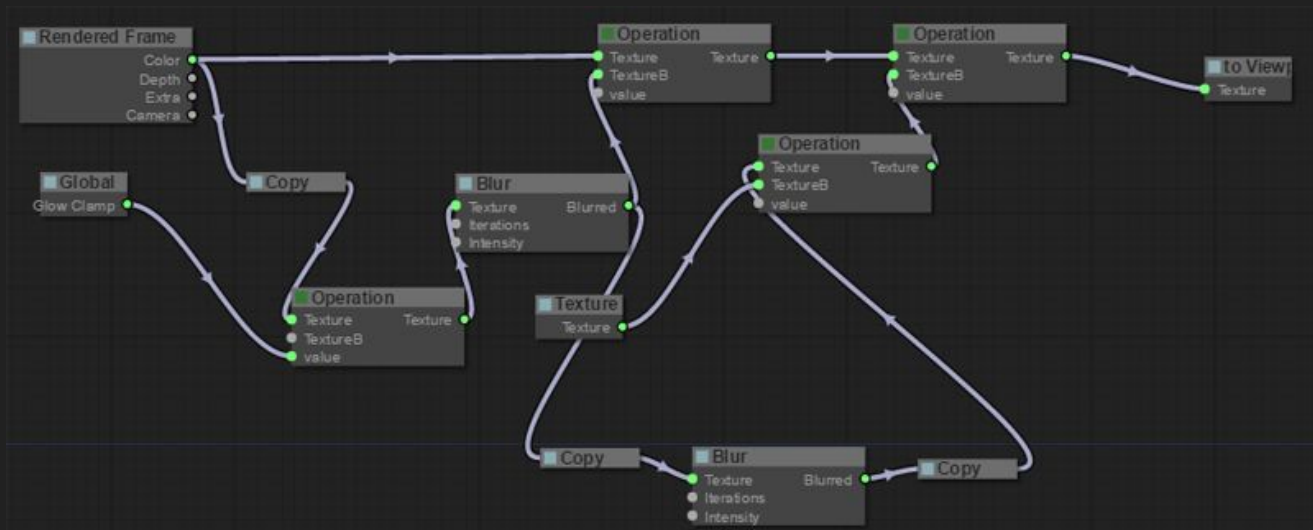 Rendered Frame
Color
Depth
Extra
Camera
Operation
Texture Texture
TextureB
value
Operation
Texture Texture
TextureB
value
to Viewp
Texture
Operation
Texture Texture
TextureB
value
Global
Glow Clamp
Copy
Blur
Texture Blurred
Iterations
Intensity
Operation
Texture Texture
TextureB
value
Texture
Texture
Copy
Blur
Texture Blurred
Iterations
Intensity
Copy